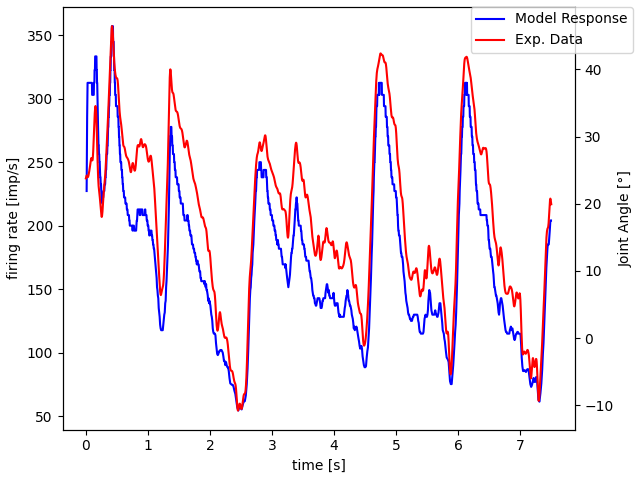 Model Response
Exp. Data
firing rate [imp/s]
350
300
250
200
150
100
50
40
30
20
10
0
−10
Joint Angle [°]
0 1 2 3 4 5 6 7
time [s]